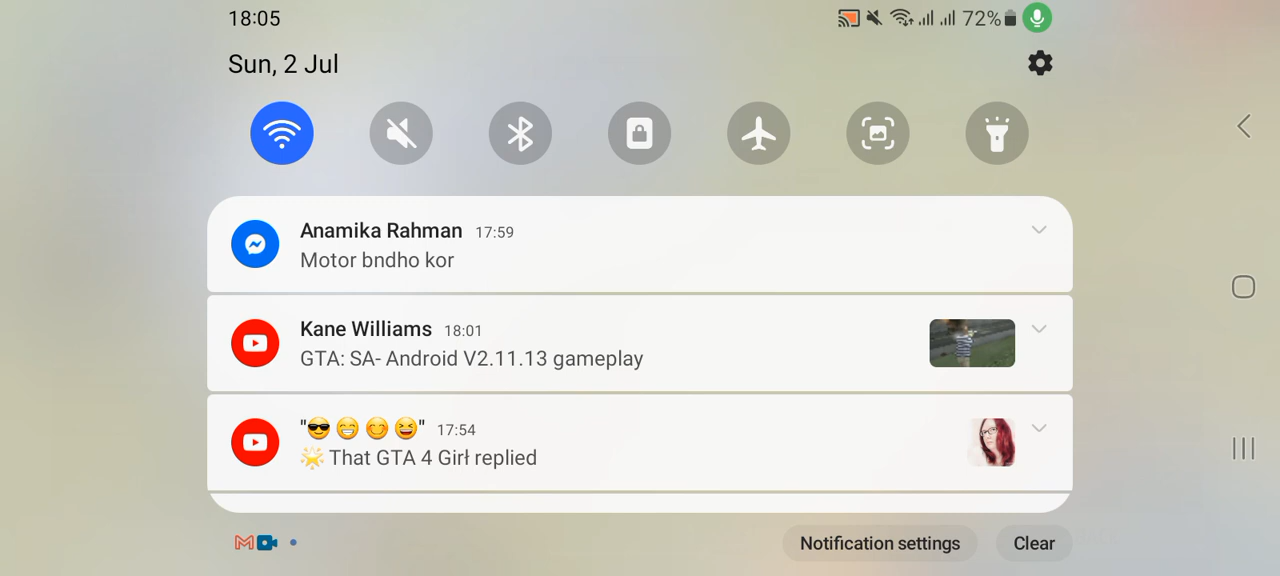 18:05
72%
Sun, 2 Jul
Anamika Rahman 17:59
Motor bndho kor
Kane Williams 18:01
GTA: SA- Android V2.11.13 gameplay
"😎 😁 😊 😆" 17:54
🌟 That GTA 4 Girł replied
Notification settings
Clear